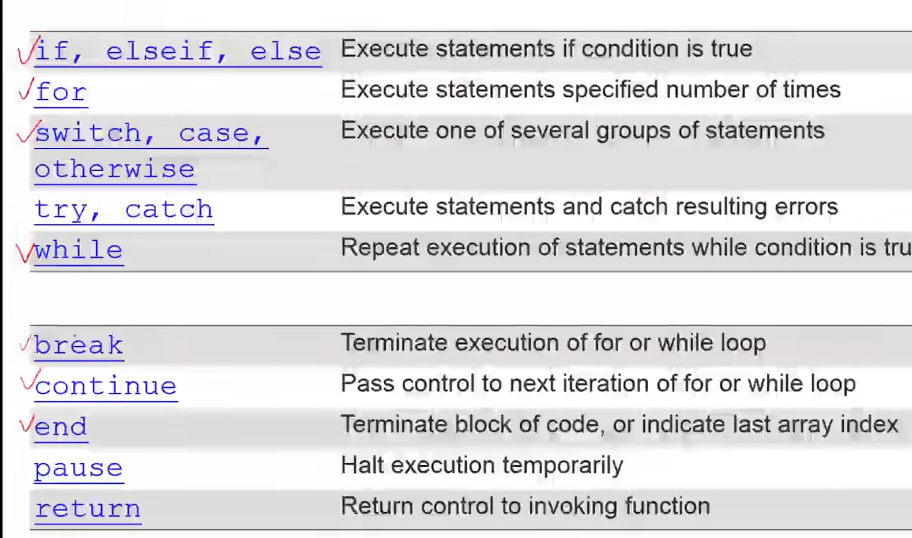 if, elseif, else Execute statements if condition is true
for Execute statements specified number of times
switch, case, Execute one of several groups of statements
otherwise
try, catch Execute statements and catch resulting errors
while Repeat execution of statements while condition is tru
break Terminate execution of for or while loop
continue Pass control to next iteration of for or while loop
end Terminate block of code, or indicate last array index
pause Halt execution temporarily
return Return control to invoking function